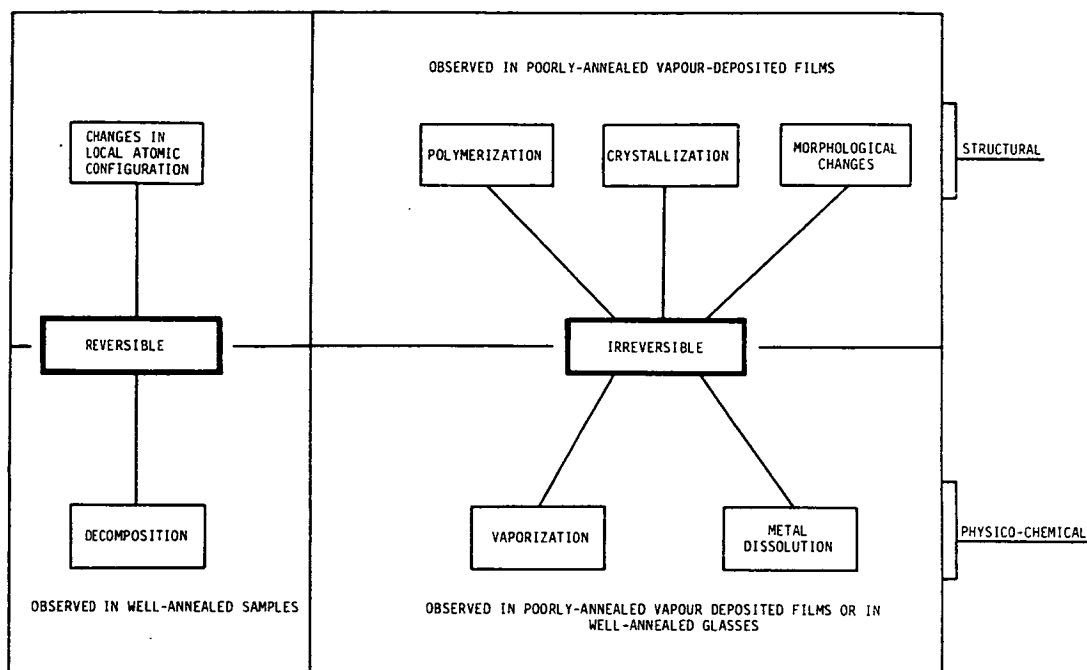 OBSERVED IN POORLY-ANNEALED VAPOUR-DEPOSITED FILMS
CHANGES IN
LOCAL ATOMIC
CONFIGURATION
POLYMERIZATION
CRYSTALLIZATION
MORPHOLOGICAL
CHANGES
STRUCTURAL
REVERSIBLE
IRREVERSIBLE
DECOMPOSITION
VAPORIZATION
METAL
DISSOLUTION
PHYSICO-CHEMICAL
OBSERVED IN WELL-ANNEALED SAMPLES
OBSERVED IN POORLY-ANNEALED VAPOUR DEPOSITED FILMS OR IN
WELL-ANNEALED GLASSES